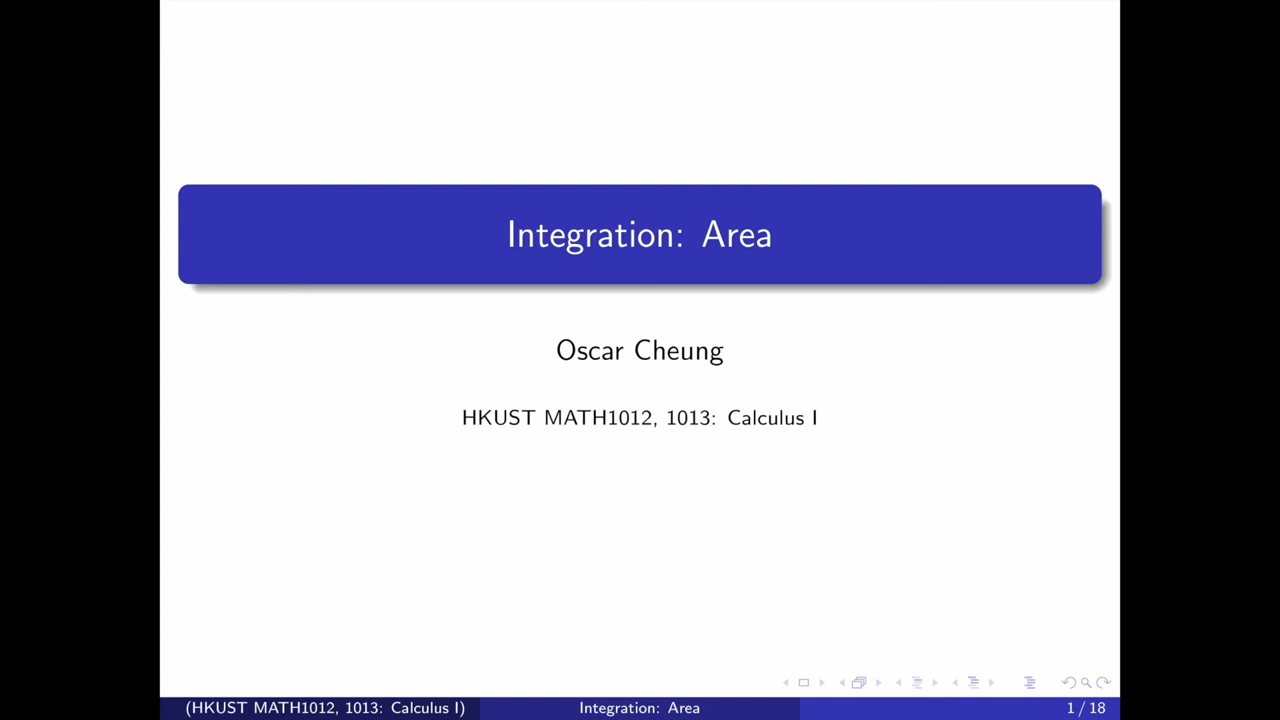 Integration: Area
Oscar Cheung
HKUST MATH1012, 1013: Calculus I
(HKUST MATH1012, 1013: Calculus I)
Integration: Area
1 / 18